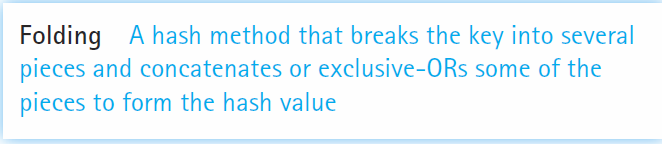 Folding A hash method that breaks the key into several
pieces and concatenates or exclusive-ORs some of the
pieces to form the hash value